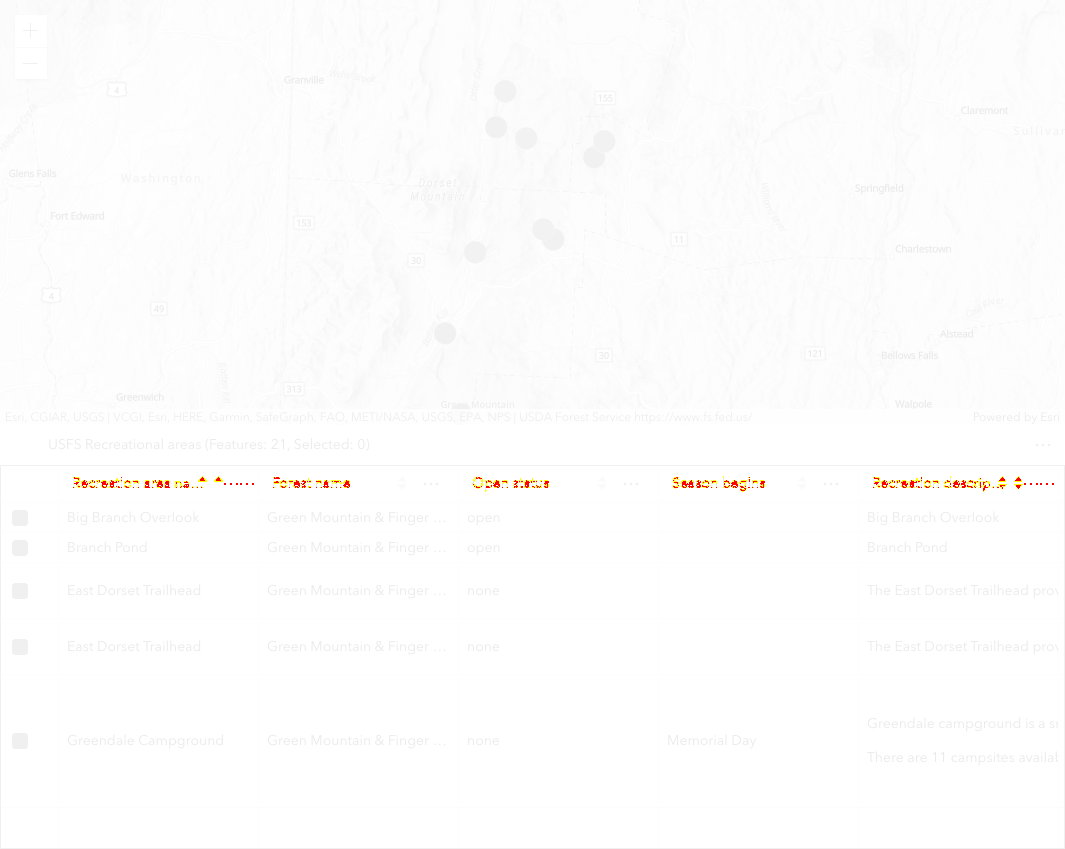 +
−
Granville
4
155
Claremont
Glens Falls
Washington
Dorset
Mountain
Springfield
Fort Edward
153
11
30
Charlestown
4
49
Alstead
30
121
Bellows Falls
313
Greenwich
Green Mountain
Walpole
Esri, CGIAR, USGS | VCGI, Esri, HERE, Garmin, SafeGraph, FAO, METI/NASA, USGS, EPA, NPS | USDA Forest Service https://www.fs.fed.us/ Powered by Esri
USFS Recreational areas (Features: 21, Selected: 0) ...
Recreation area na... Forest name Open status Season begins Recreation descrip...
Big Branch Overlook Green Mountain & Finger ... open Big Branch Overlook
Branch Pond Green Mountain & Finger ... open Branch Pond
East Dorset Trailhead Green Mountain & Finger ... none The East Dorset Trailhead prov
East Dorset Trailhead Green Mountain & Finger ... none The East Dorset Trailhead prov
Greendale campground is a sr
Greendale Campground Green Mountain & Finger ... none Memorial Day
There are 11 campsites availab